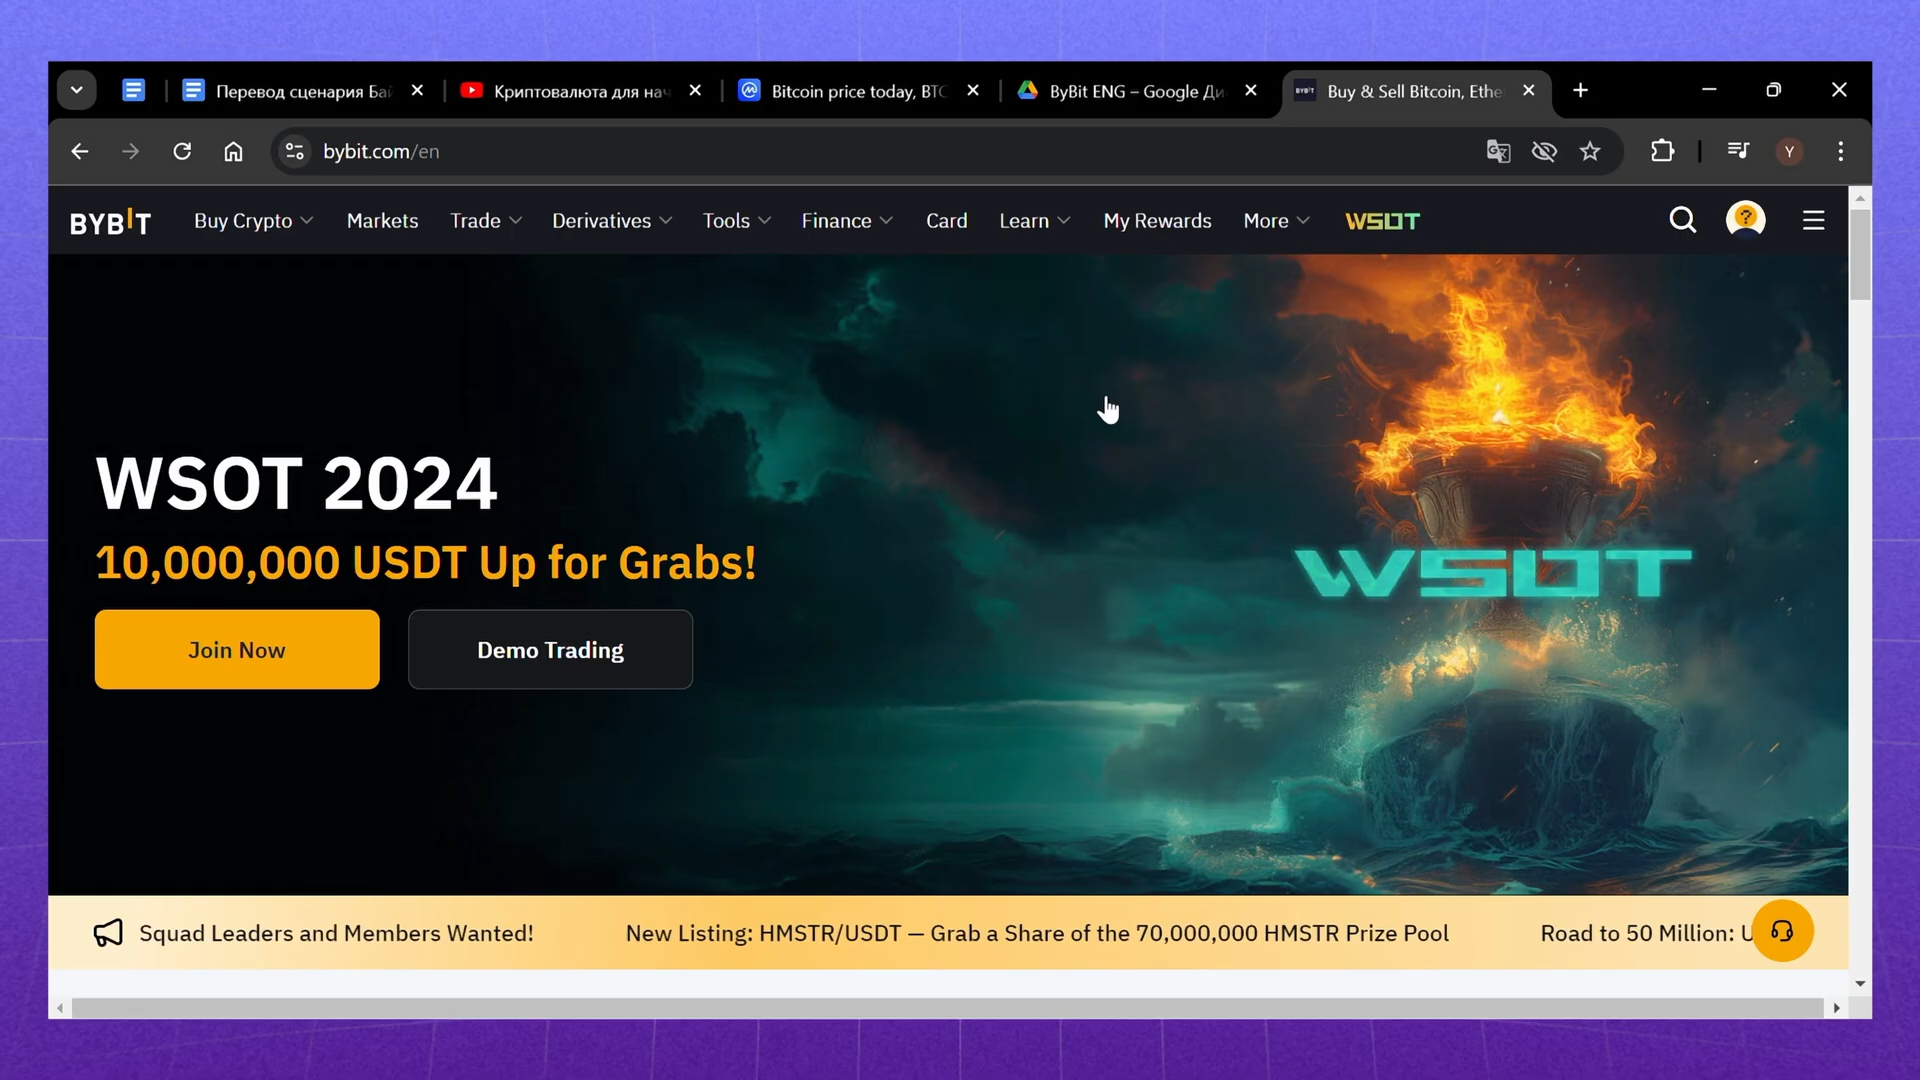 Перевод сценария Бай
Криптовалюта для нач
Bitcoin price today, BTC
ByBit ENG – Google Ди
BYBIT
Buy & Sell Bitcoin, Ethe
bybit.com/en
Y
BYBIT
Buy Crypto
Markets
Trade
Derivatives
Tools
Finance
Card
Learn
My Rewards
More
WSOT
WSOT 2024
10,000,000 USDT Up for Grabs!
WSOT
Join Now
Demo Trading
Squad Leaders and Members Wanted!
New Listing: HMSTR/USDT — Grab a Share of the 70,000,000 HMSTR Prize Pool
Road to 50 Million: U